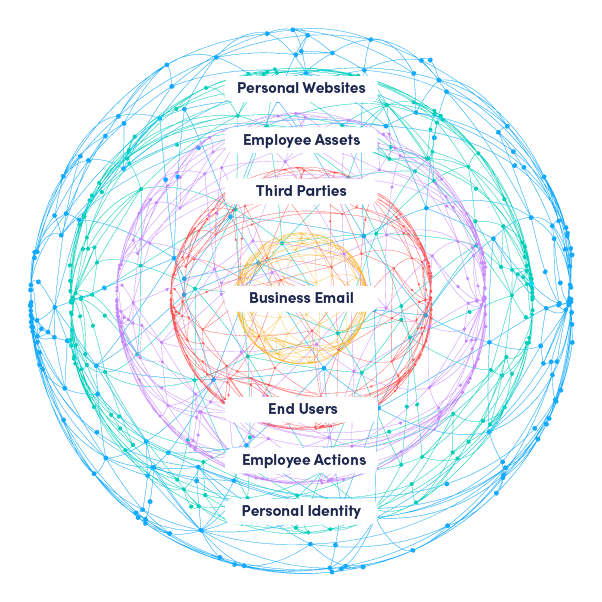 Personal Websites
Employee Assets
Third Parties
Business Email
End Users
Employee Actions
Personal Identity